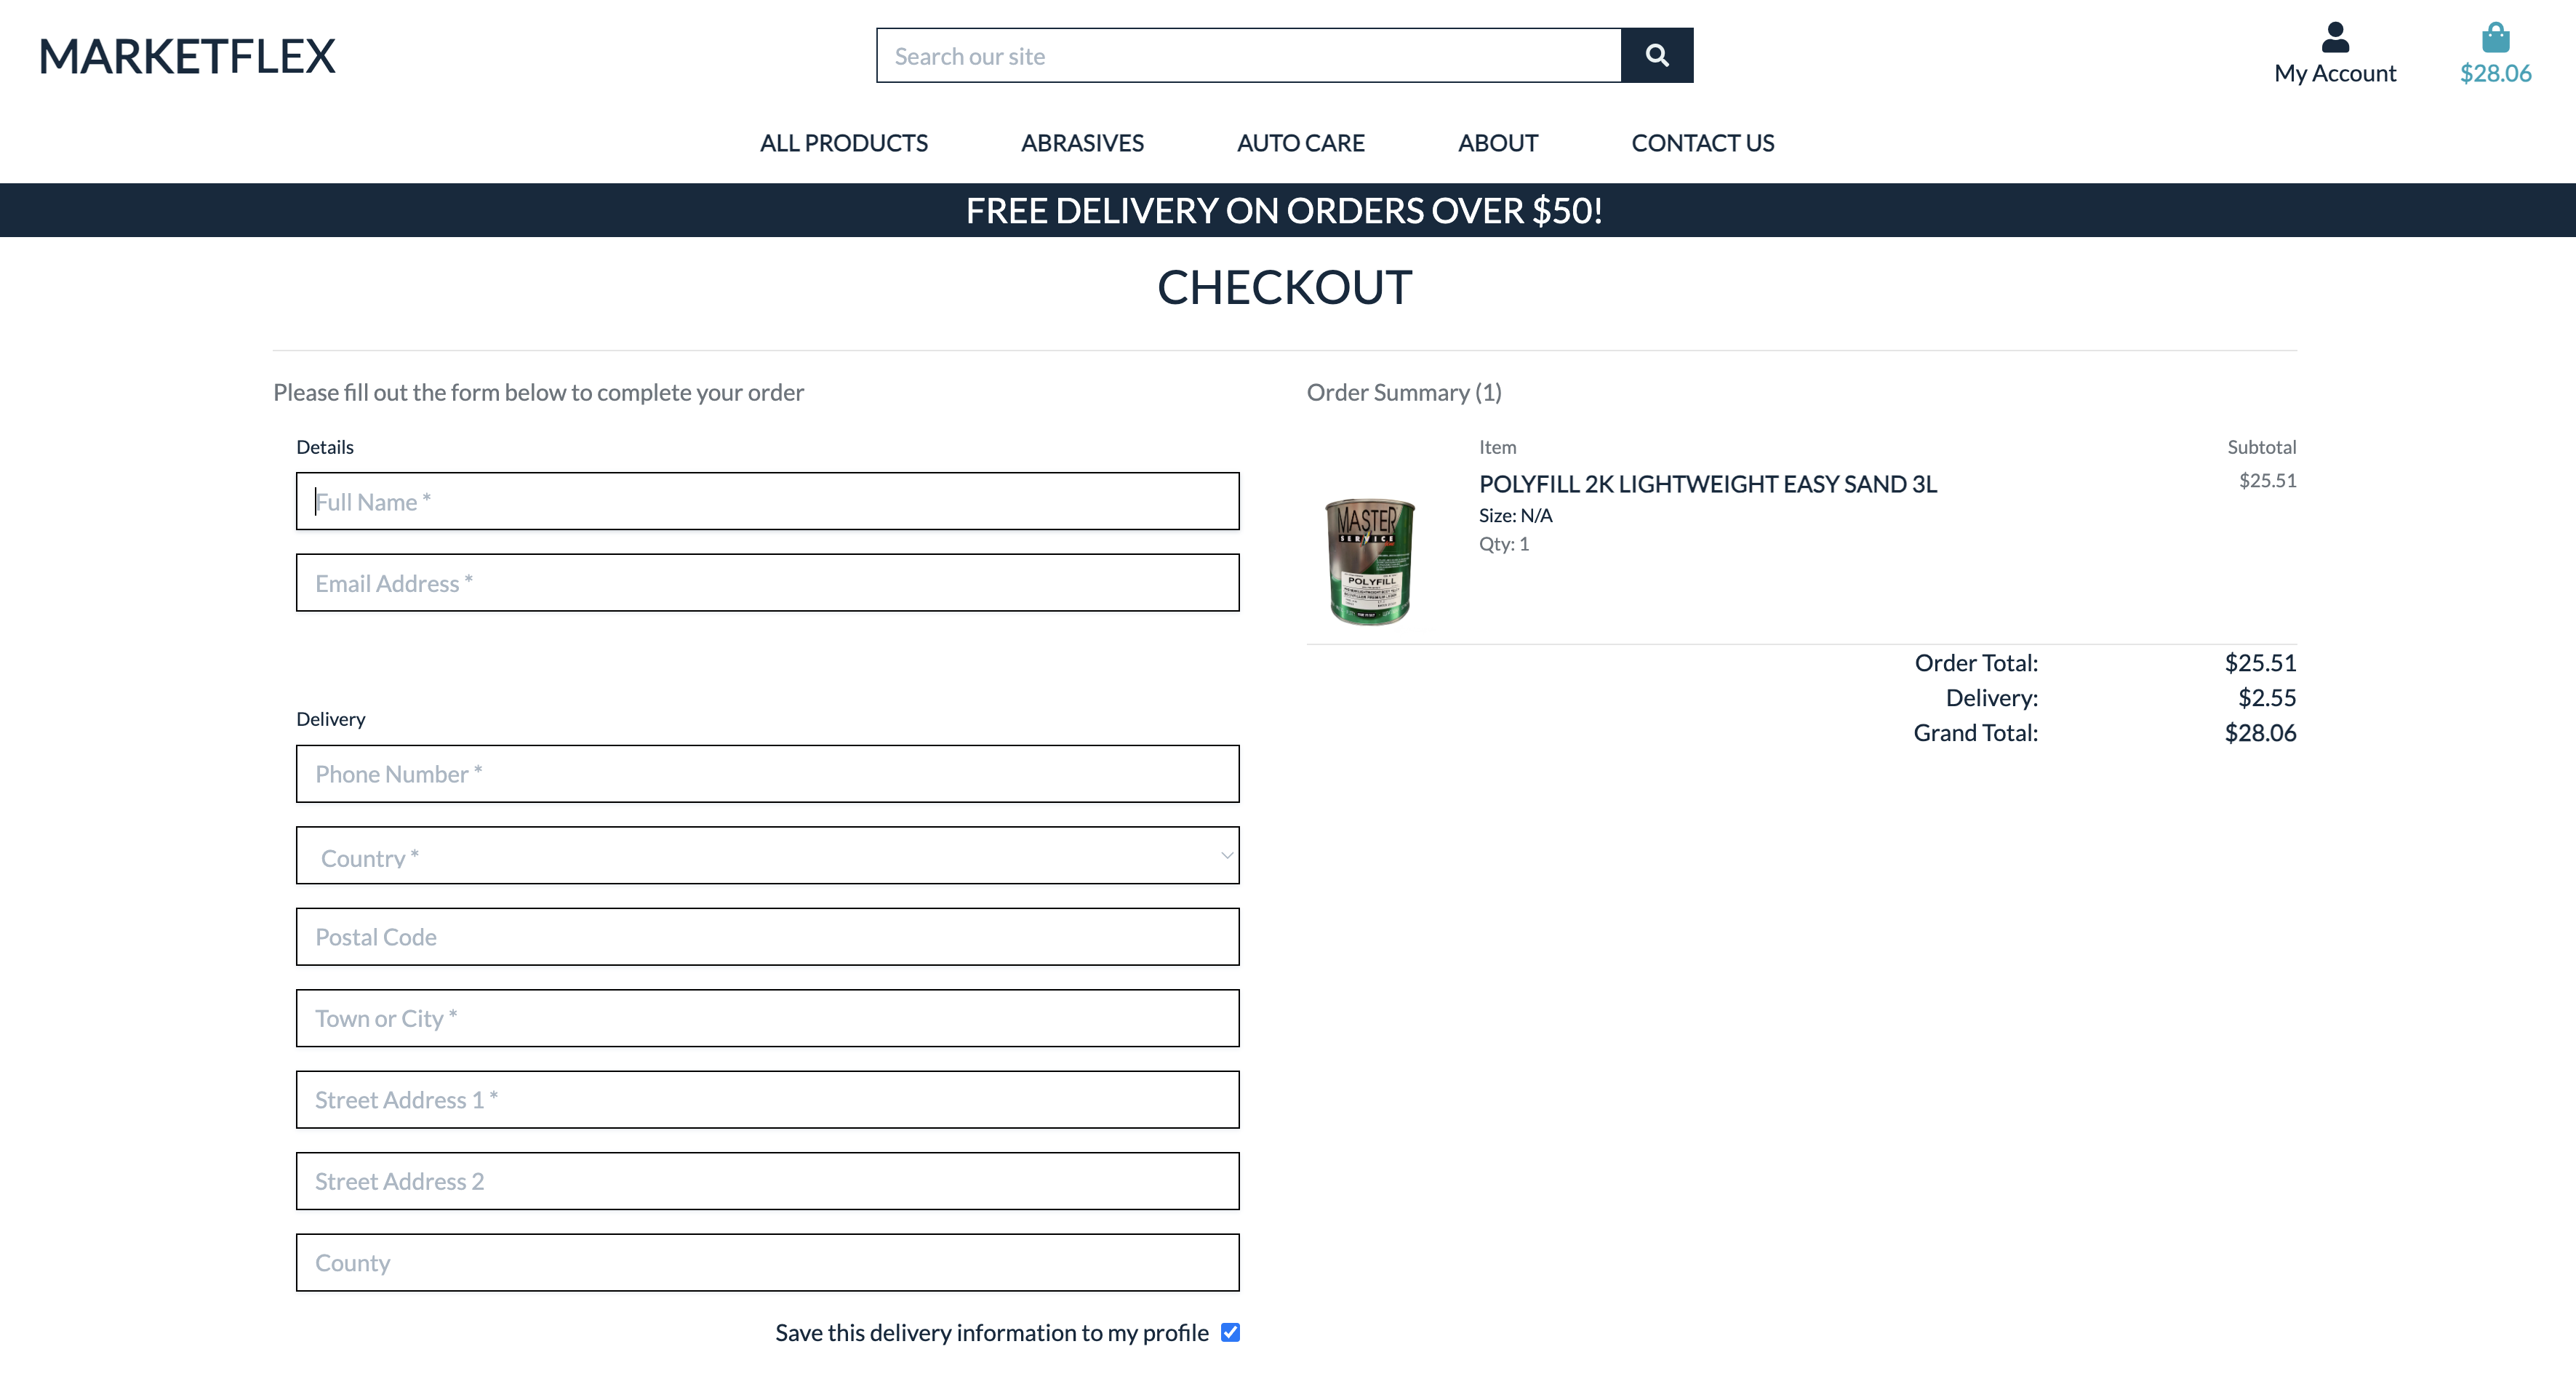 MARKETFLEX
Search our site
My Account
$28.06
ALL PRODUCTS
ABRASIVES
AUTO CARE
ABOUT
CONTACT US
FREE DELIVERY ON ORDERS OVER $50!
CHECKOUT
Please fill out the form below to complete your order
Details
Full Name *
Email Address *
Delivery
Phone Number *
Country *
Postal Code
Town or City *
Street Address 1 *
Street Address 2
County
Save this delivery information to my profile
Order Summary (1)
Item Subtotal
POLYFILL 2K LIGHTWEIGHT EASY SAND 3L $25.51
Size: N/A
Qty: 1
MASTER
SERVICE
POLYFILL
Order Total: $25.51
Delivery: $2.55
Grand Total: $28.06